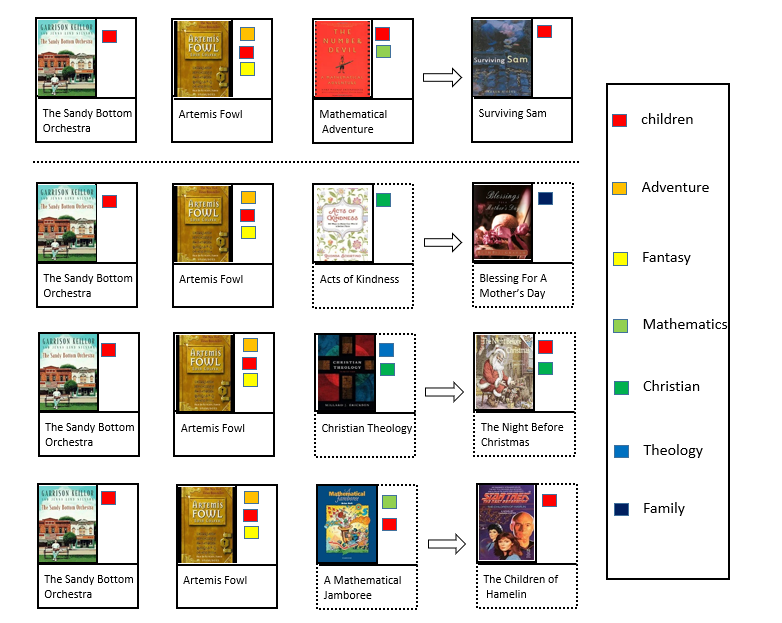 GARRISON KEILLOR
The Sandy Bottom Orchestra
ARTEMIS
FOWL
THE
NUMBER
DEVIL
Surviving Sam
The Sandy Bottom
Orchestra
Artemis Fowl
Mathematical
Adventure
Surviving Sam
children
Adventure
Fantasy
Mathematics
Christian
Theology
Family
GARRISON KEILLOR
The Sandy Bottom Orchestra
ARTEMIS
FOWL
ACTS OF
KINDNESS
Blessings
Mother's Day
The Sandy Bottom
Orchestra
Artemis Fowl
Acts of Kindness
Blessing For A
Mother's Day
GARRISON KEILLOR
The Sandy Bottom Orchestra
ARTEMIS
FOWL
CHRISTIAN
THEOLOGY
The Night Before
Christmas
The Sandy Bottom
Orchestra
Artemis Fowl
Christian Theology
The Night Before
Christmas
GARRISON KEILLOR
The Sandy Bottom Orchestra
ARTEMIS
FOWL
Mathematical
Jamboree
STAR TREK
The Sandy Bottom
Orchestra
Artemis Fowl
A Mathematical
Jamboree
The Children of
Hamelin